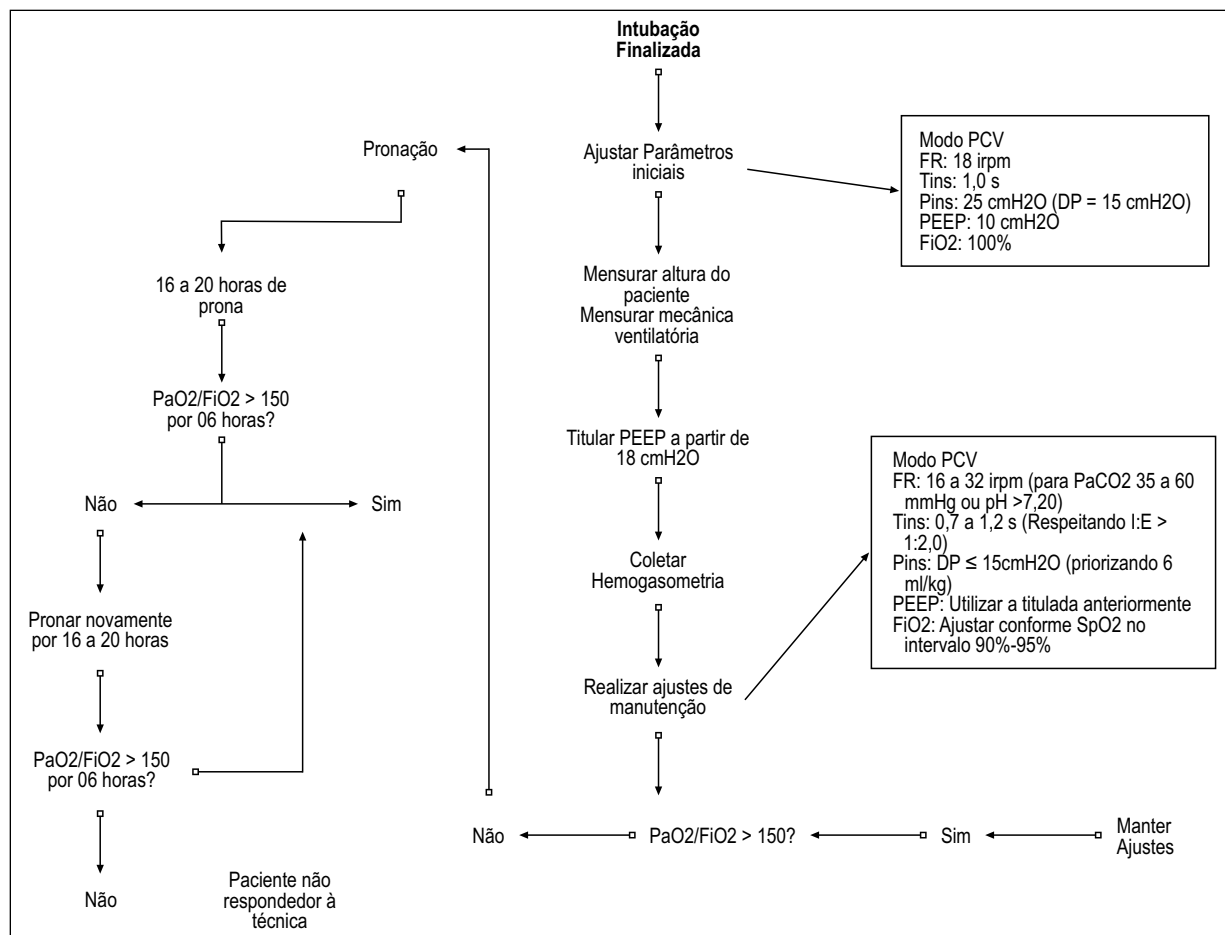 Intubação
Finalizada
Ajustar Parâmetros
iniciais
Modo PCV
FR: 18 irpm
Tins: 1,0 s
Pins: 25 cmH2O (DP = 15 cmH2O)
PEEP: 10 cmH2O
FiO2: 100%
Mensurar altura do
paciente
Mensurar mecânica
ventilatória
Titular PEEP a partir de
18 cmH2O
Coletar
Hemogasometria
Realizar ajustes de
manutenção
Modo PCV
FR: 16 a 32 irpm (para PaCO2 35 a 60
mmHg ou pH >7,20)
Tins: 0,7 a 1,2 s (Respeitando I:E >
1:2,0)
Pins: DP ≤ 15cmH2O (priorizando 6
ml/kg)
PEEP: Utilizar a titulada anteriormente
FiO2: Ajustar conforme SpO2 no
intervalo 90%-95%
PaO2/FiO2 > 150?
Sim
Manter
Ajustes
Não
Pronação
16 a 20 horas de
prona
PaO2/FiO2 > 150
por 06 horas?
Não
Sim
Pronar novamente
por 16 a 20 horas
PaO2/FiO2 > 150
por 06 horas?
Não
Paciente não
respondedor à
técnica